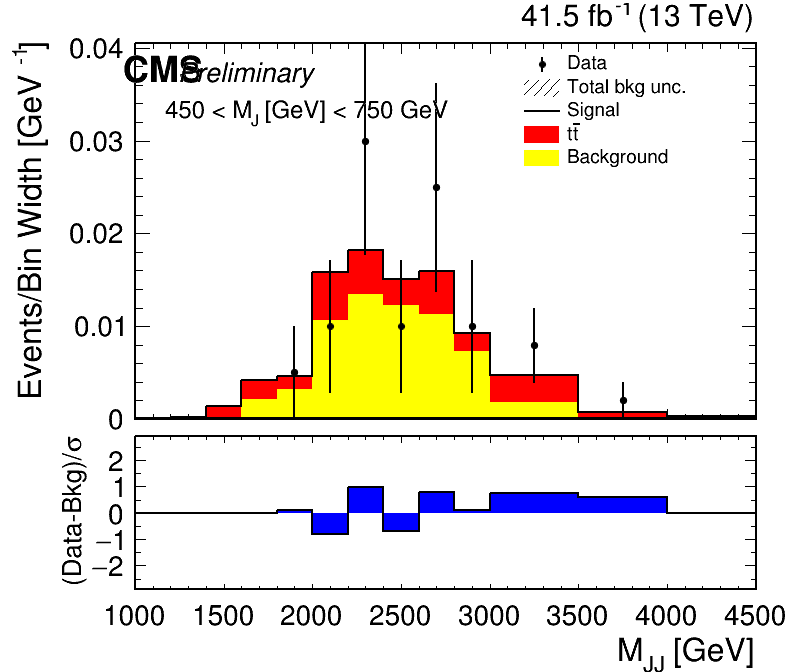 41.5 fb⁻¹ (13 TeV)
CMS Preliminary
450 < M_J [GeV] < 750 GeV
Data
Total bkg unc.
Signal
tt̄
Background
Events/Bin Width [GeV⁻¹]
0.04
0.03
0.02
0.01
0
(Data-Bkg)/σ
2
1
0
−1
−2
1000 1500 2000 2500 3000 3500 4000 4500
M_JJ [GeV]